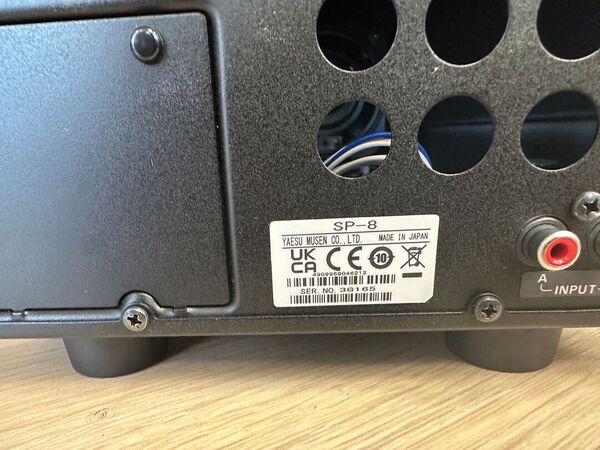 SP-8
YAESU MUSEN CO., LTD. MADE IN JAPAN
UK
CA CE 10
4909959046212
SER. NO. 3G165
A
INPUT